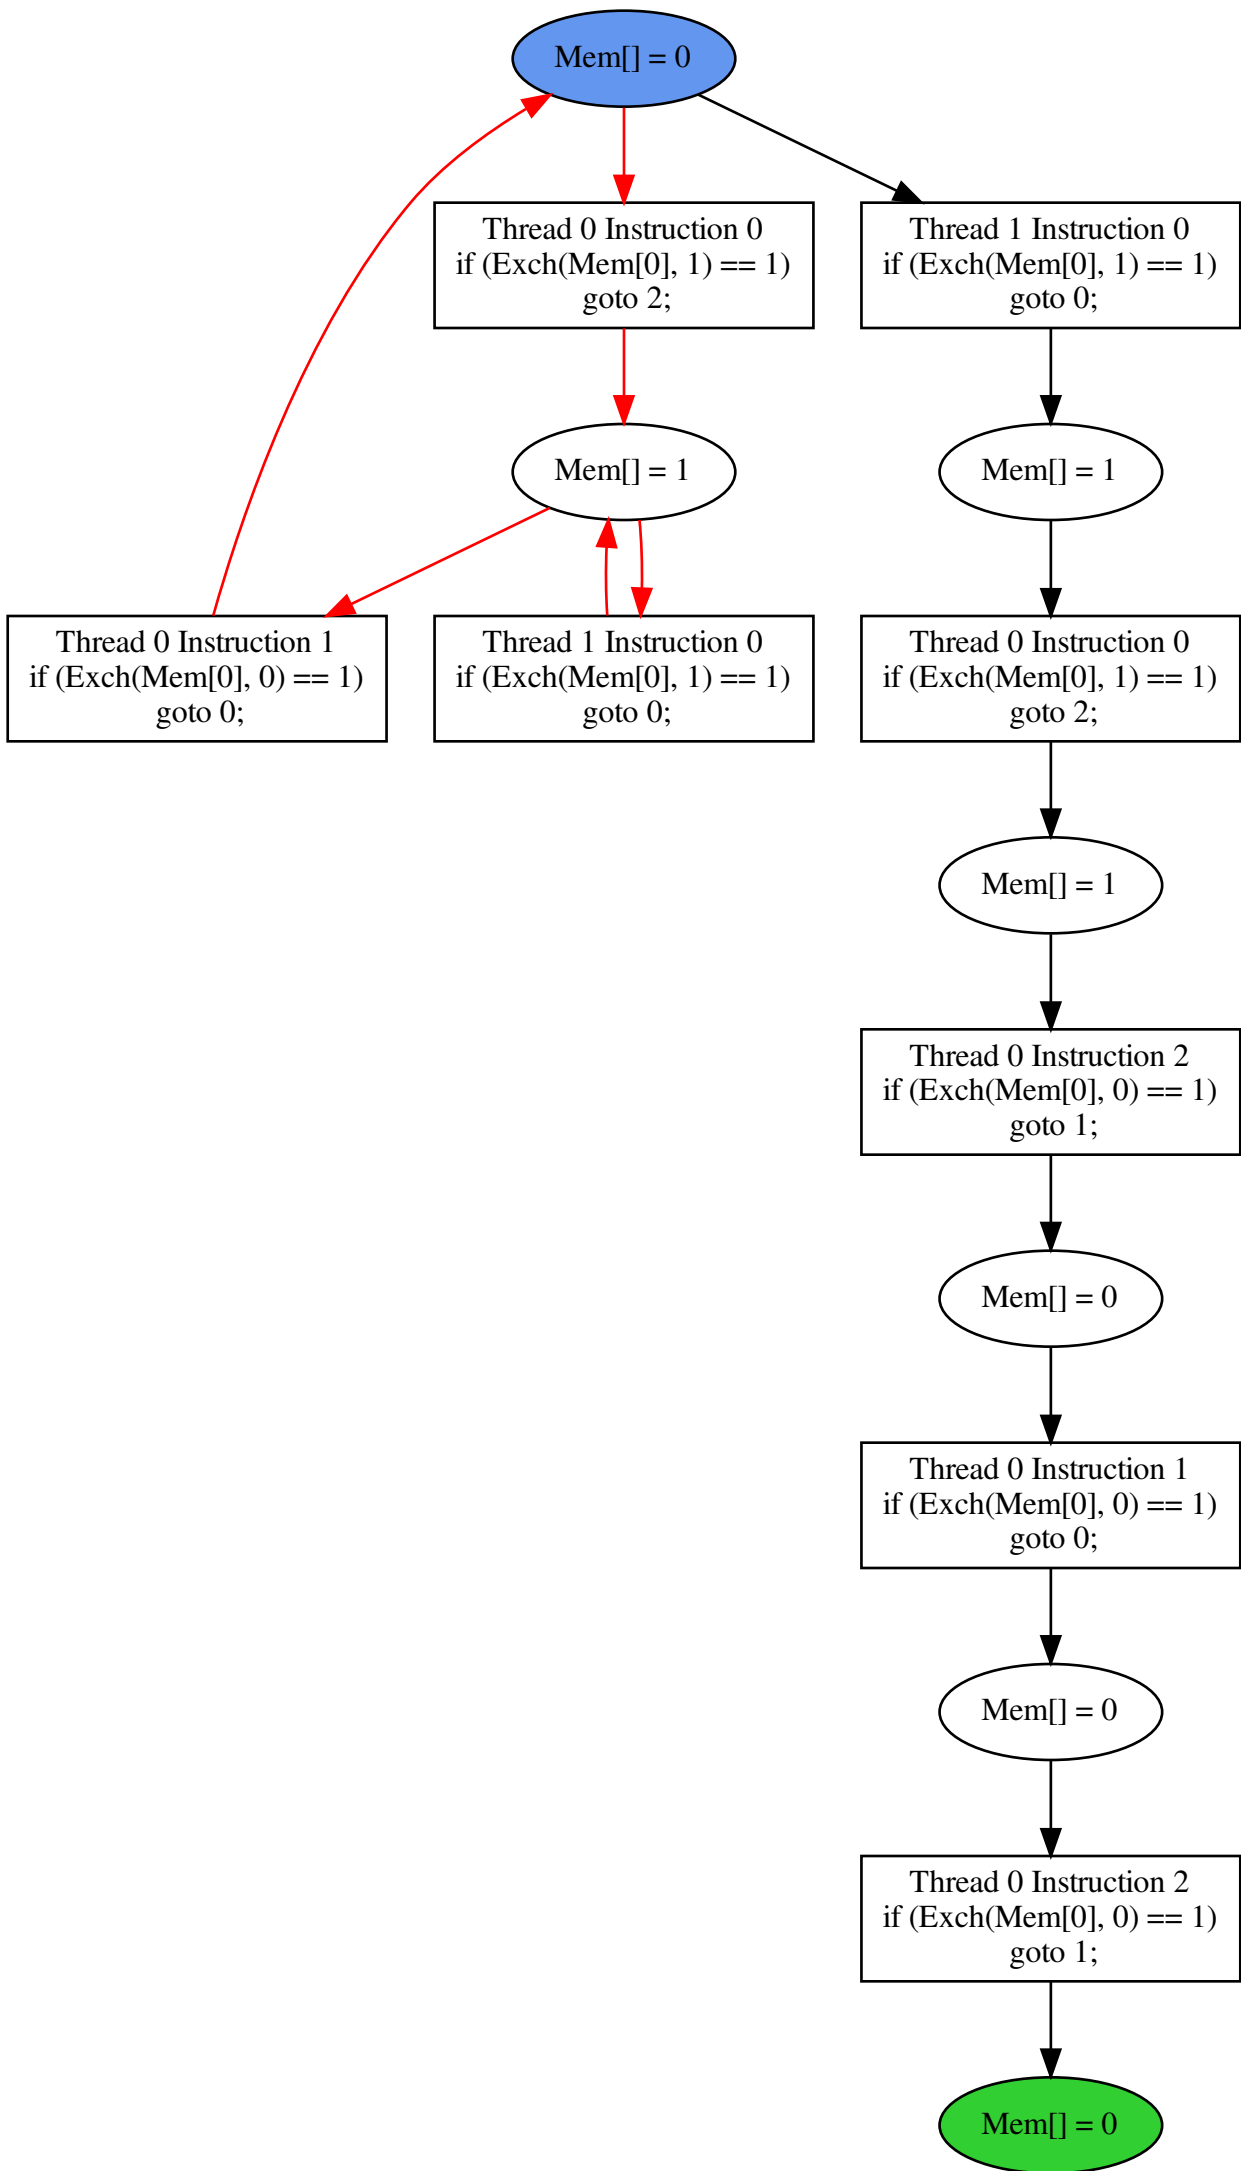 Mem[] = 0
Thread 0 Instruction 0
if (Exch(Mem[0], 1) == 1)
goto 2;
Thread 1 Instruction 0
if (Exch(Mem[0], 1) == 1)
goto 0;
Mem[] = 1
Mem[] = 1
Thread 0 Instruction 1
if (Exch(Mem[0], 0) == 1)
goto 0;
Thread 1 Instruction 0
if (Exch(Mem[0], 1) == 1)
goto 0;
Thread 0 Instruction 0
if (Exch(Mem[0], 1) == 1)
goto 2;
Mem[] = 1
Thread 0 Instruction 2
if (Exch(Mem[0], 0) == 1)
goto 1;
Mem[] = 0
Thread 0 Instruction 1
if (Exch(Mem[0], 0) == 1)
goto 0;
Mem[] = 0
Thread 0 Instruction 2
if (Exch(Mem[0], 0) == 1)
goto 1;
Mem[] = 0